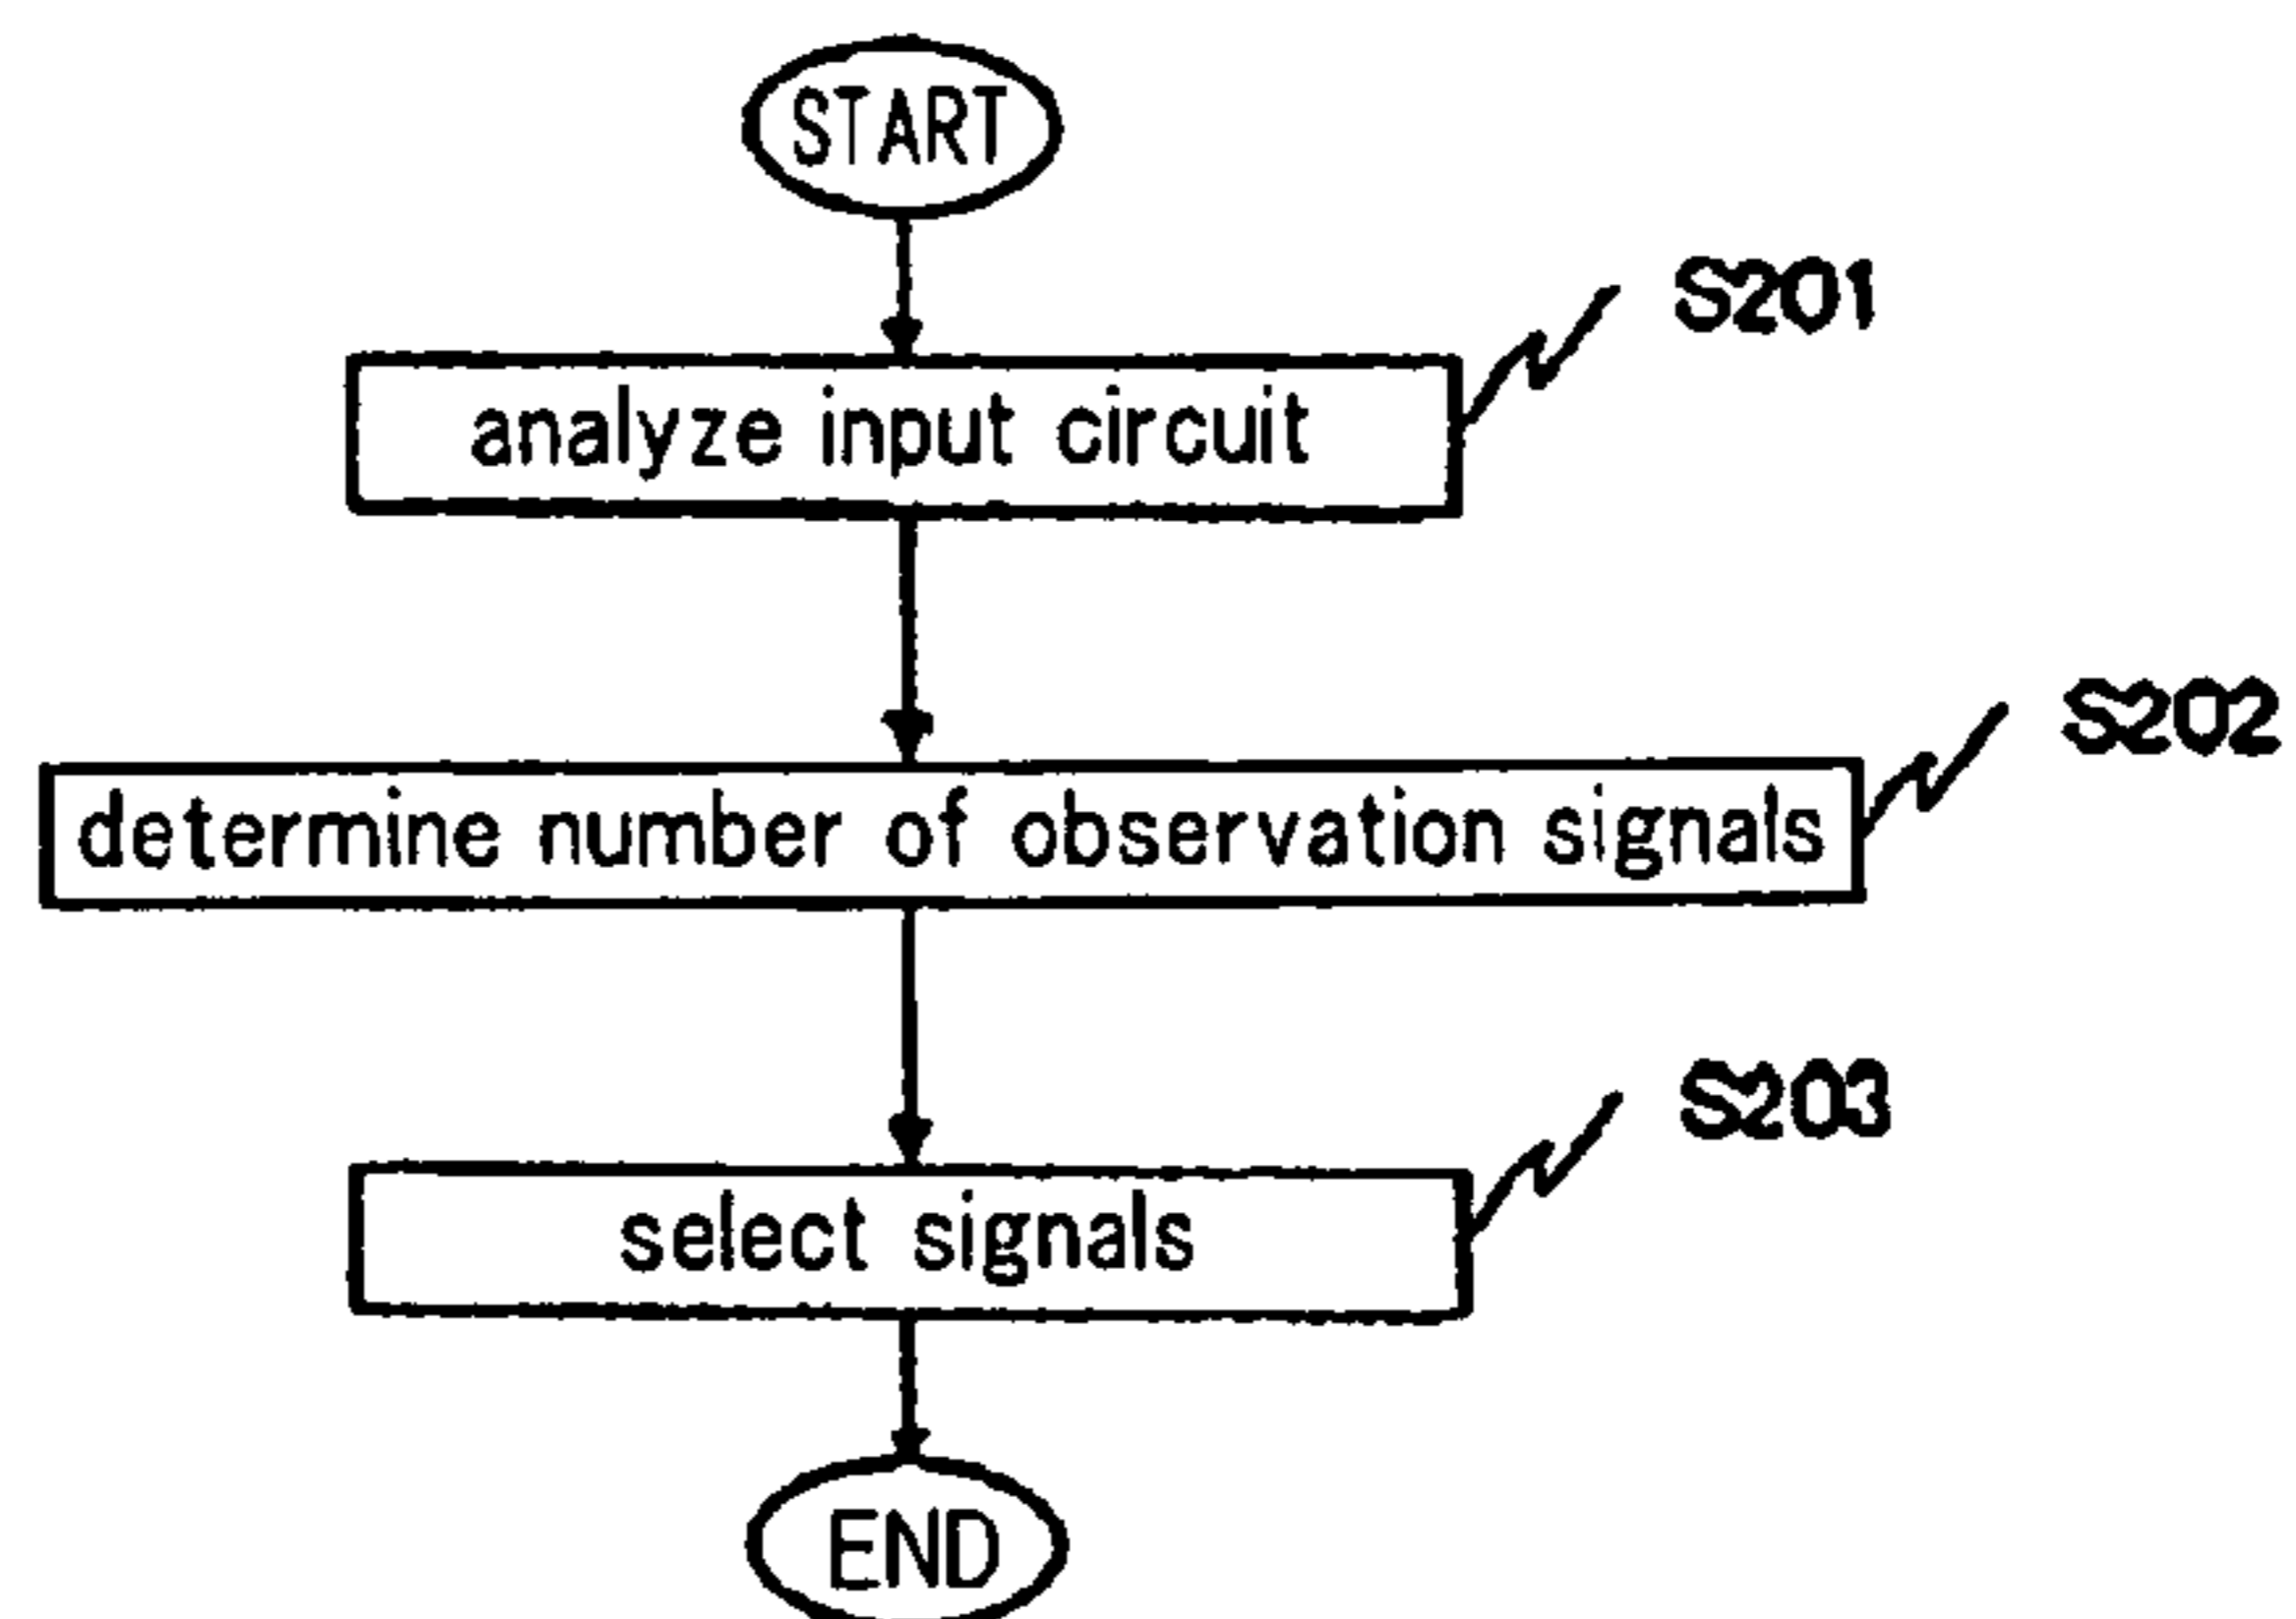 START
S201
analyze input circuit
S202
determine number of observation signals
S203
select signals
END